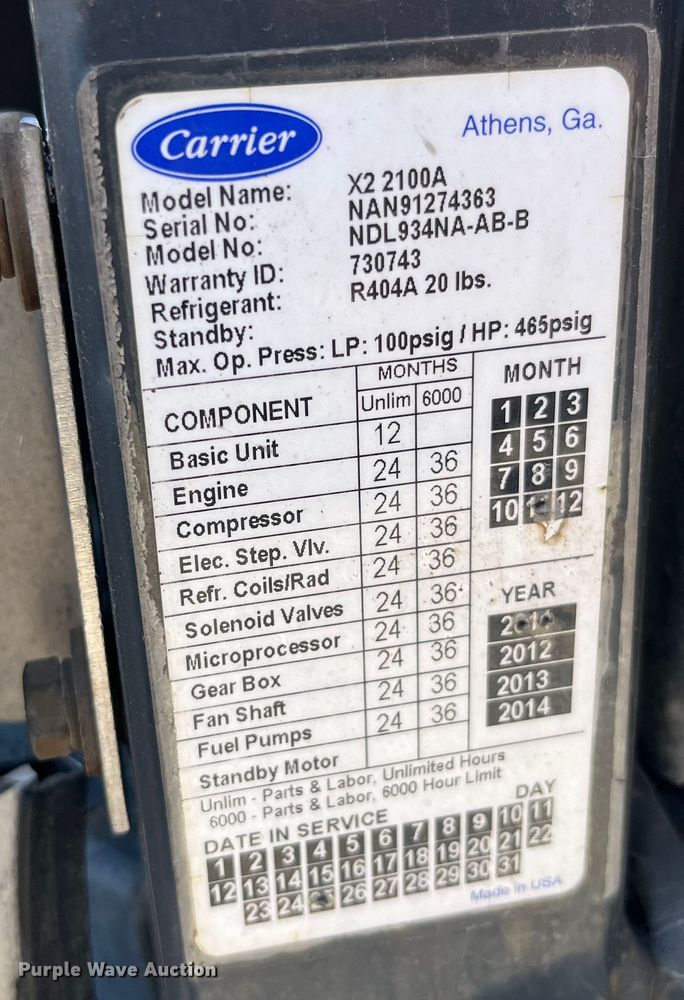 Carrier
Athens, Ga.
Model Name: X2 2100A
Serial No: NAN91274363
Model No: NDL934NA-AB-B
Warranty ID: 730743
Refrigerant: R404A 20 lbs.
Standby:
Max. Op. Press: LP: 100psig / HP: 465psig
COMPONENT MONTHS
Unlim 6000
Basic Unit 12
Engine 24 36
Compressor 24 36
Elec. Step. Vlv. 24 36
Refr. Coils/Rad 24 36
Solenoid Valves 24 36
Microprocessor 24 36
Gear Box 24 36
Fan Shaft 24 36
Fuel Pumps 24 36
Standby Motor
MONTH
1 2 3
4 5 6
7 8 9
10 11 12
YEAR
2012
2013
2014
Unlim - Parts & Labor, Unlimited Hours
6000 - Parts & Labor, 6000 Hour Limit
DATE IN SERVICE DAY
1 2 3 4 5 6 7 8 9 10 11
12 13 14 15 16 17 18 19 20 21 22
23 24 26 27 28 29 30 31
Made in USA
Purple Wave Auction